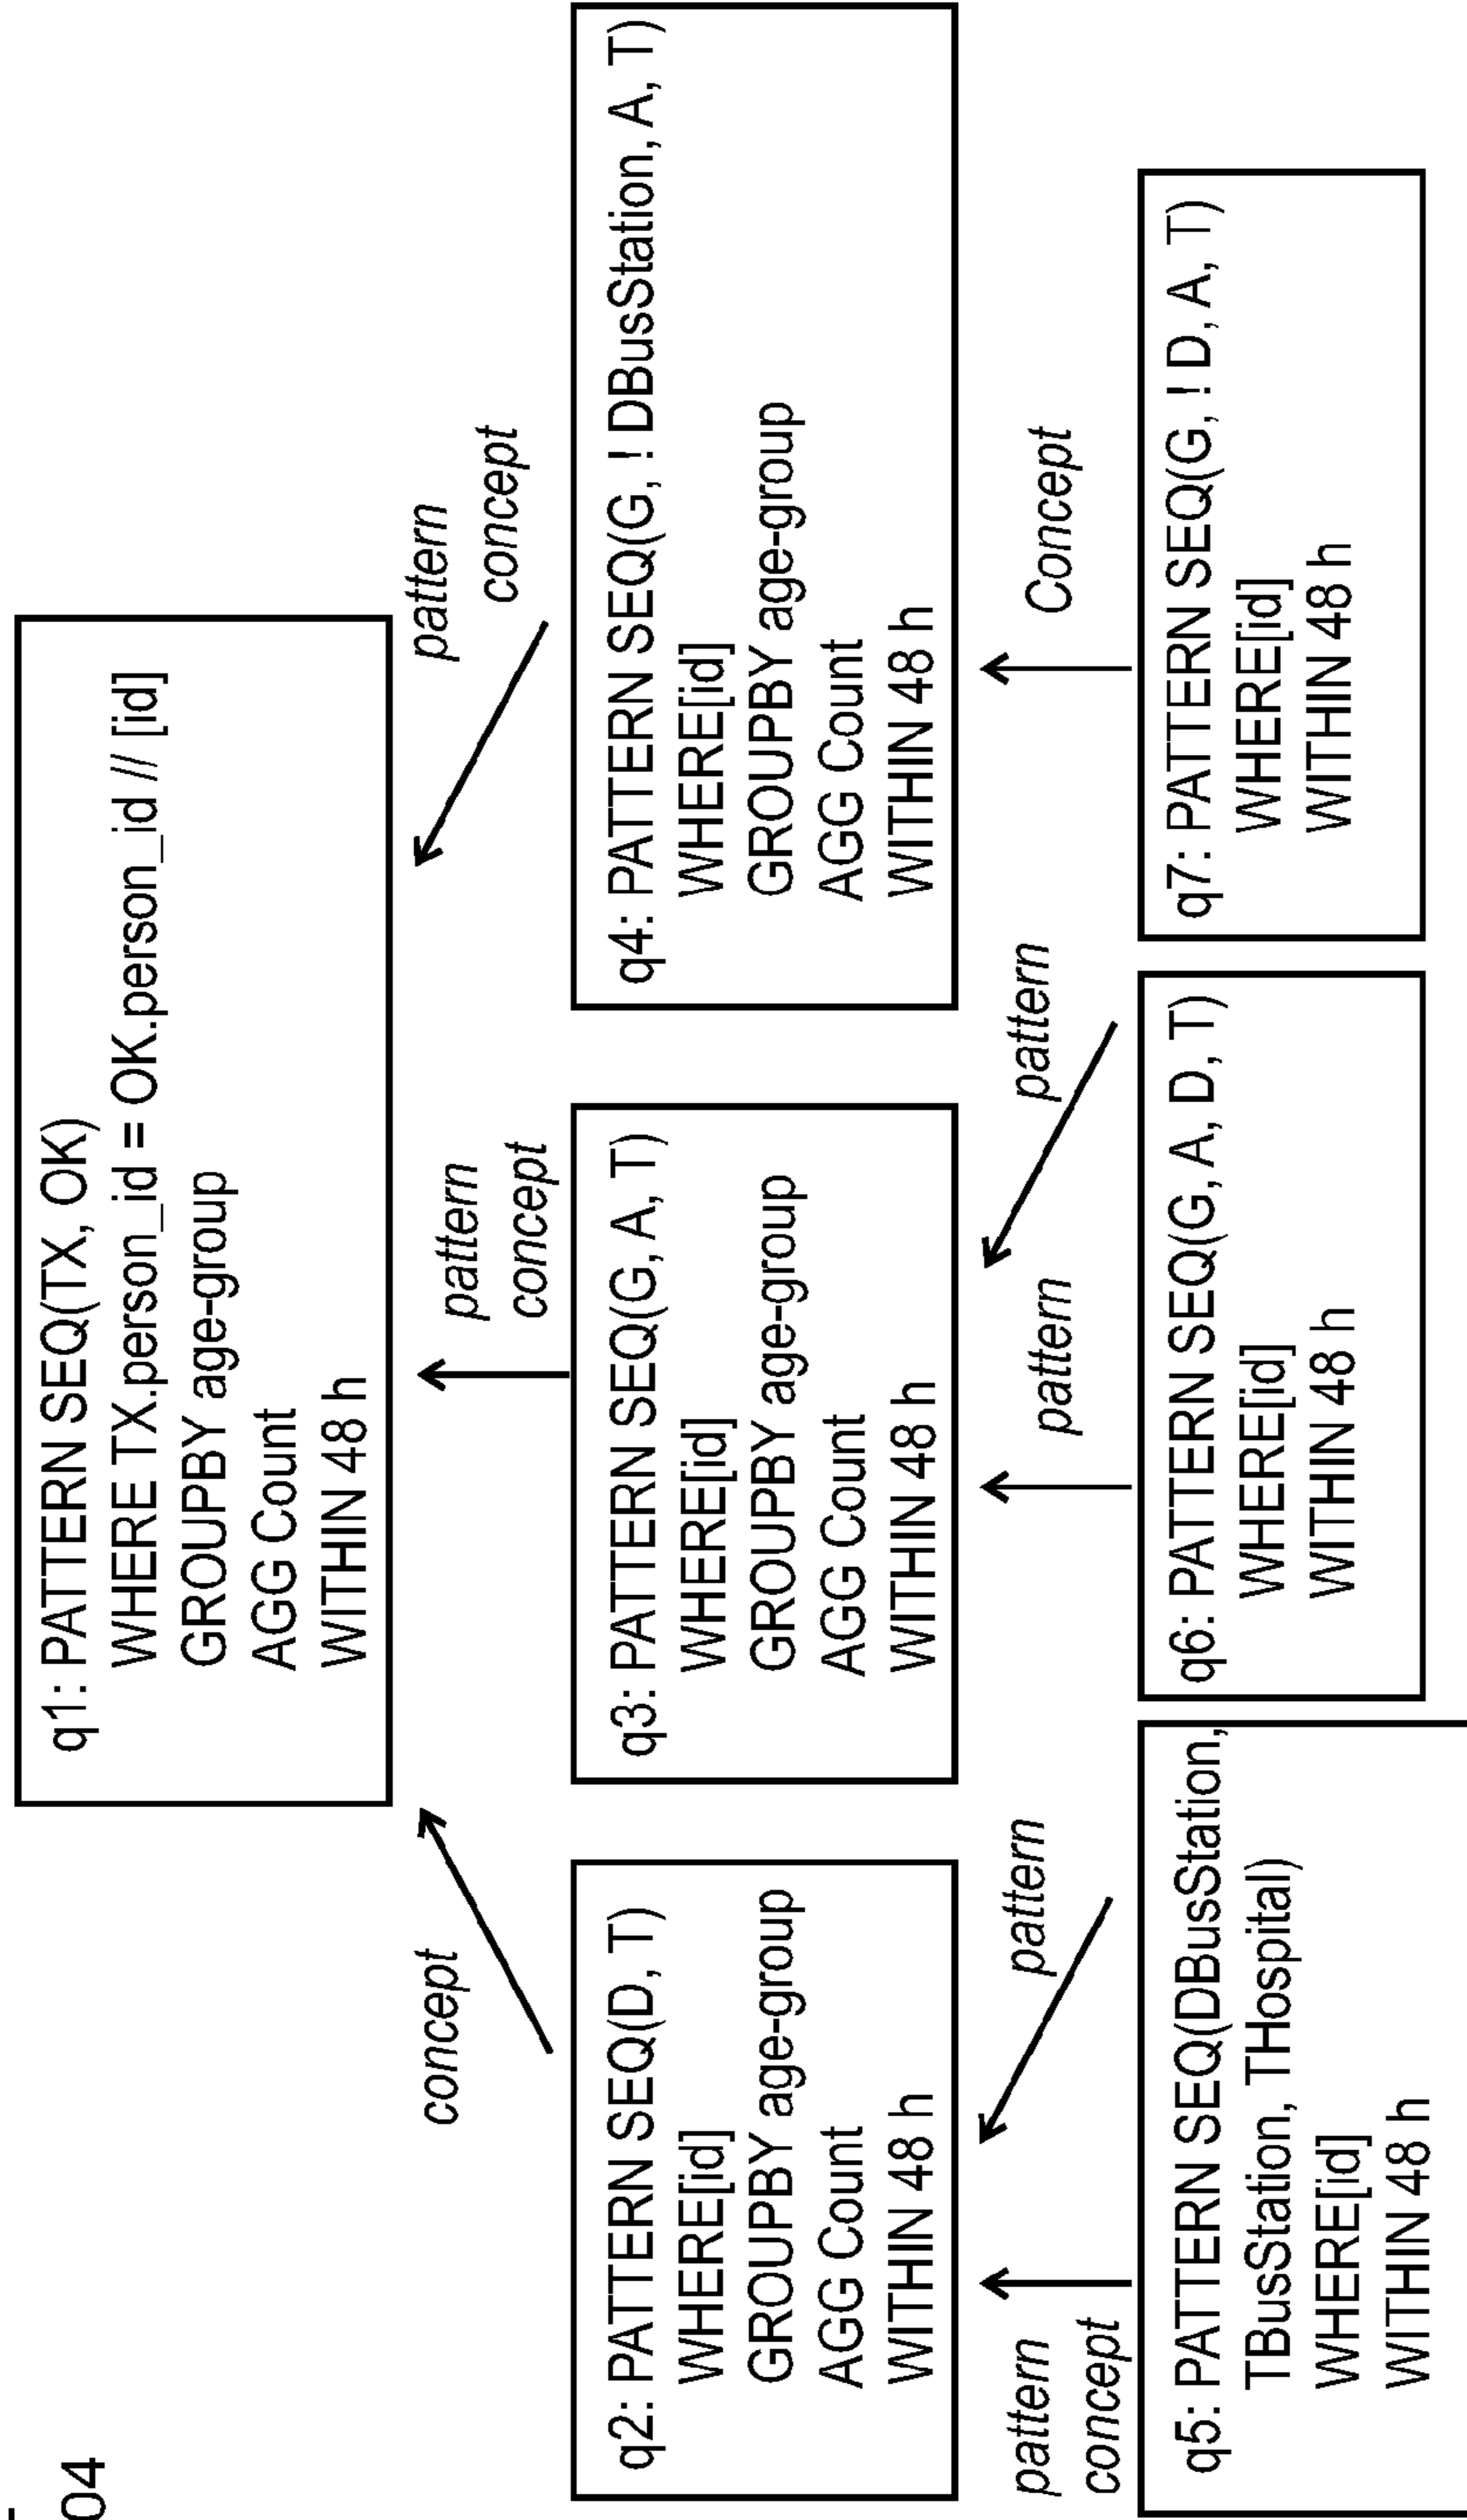 04
q1: PATTERN SEQ(TX, OK)
WHERE TX.person_id = OK.person_id // [id]
GROUPBY age-group
AGG Count
WITHIN 48 h
concept
pattern
concept
pattern
concept
q2: PATTERN SEQ(D, T)
WHERE[id]
GROUPBY age-group
AGG Count
WITHIN 48 h
q3: PATTERN SEQ(G, A, T)
WHERE[id]
GROUPBY age-group
AGG Count
WITHIN 48 h
q4: PATTERN SEQ(G, ! DBusStation, A, T)
WHERE[id]
GROUPBY age-group
AGG Count
WITHIN 48 h
pattern
concept
pattern
pattern
pattern
Concept
q5: PATTERN SEQ(DBusStation,
TBusStation, THospital)
WHERE[id]
WITHIN 48 h
q6: PATTERN SEQ(G, A, D, T)
WHERE[id]
WITHIN 48 h
q7: PATTERN SEQ(G, ! D, A, T)
WHERE[id]
WITHIN 48 h